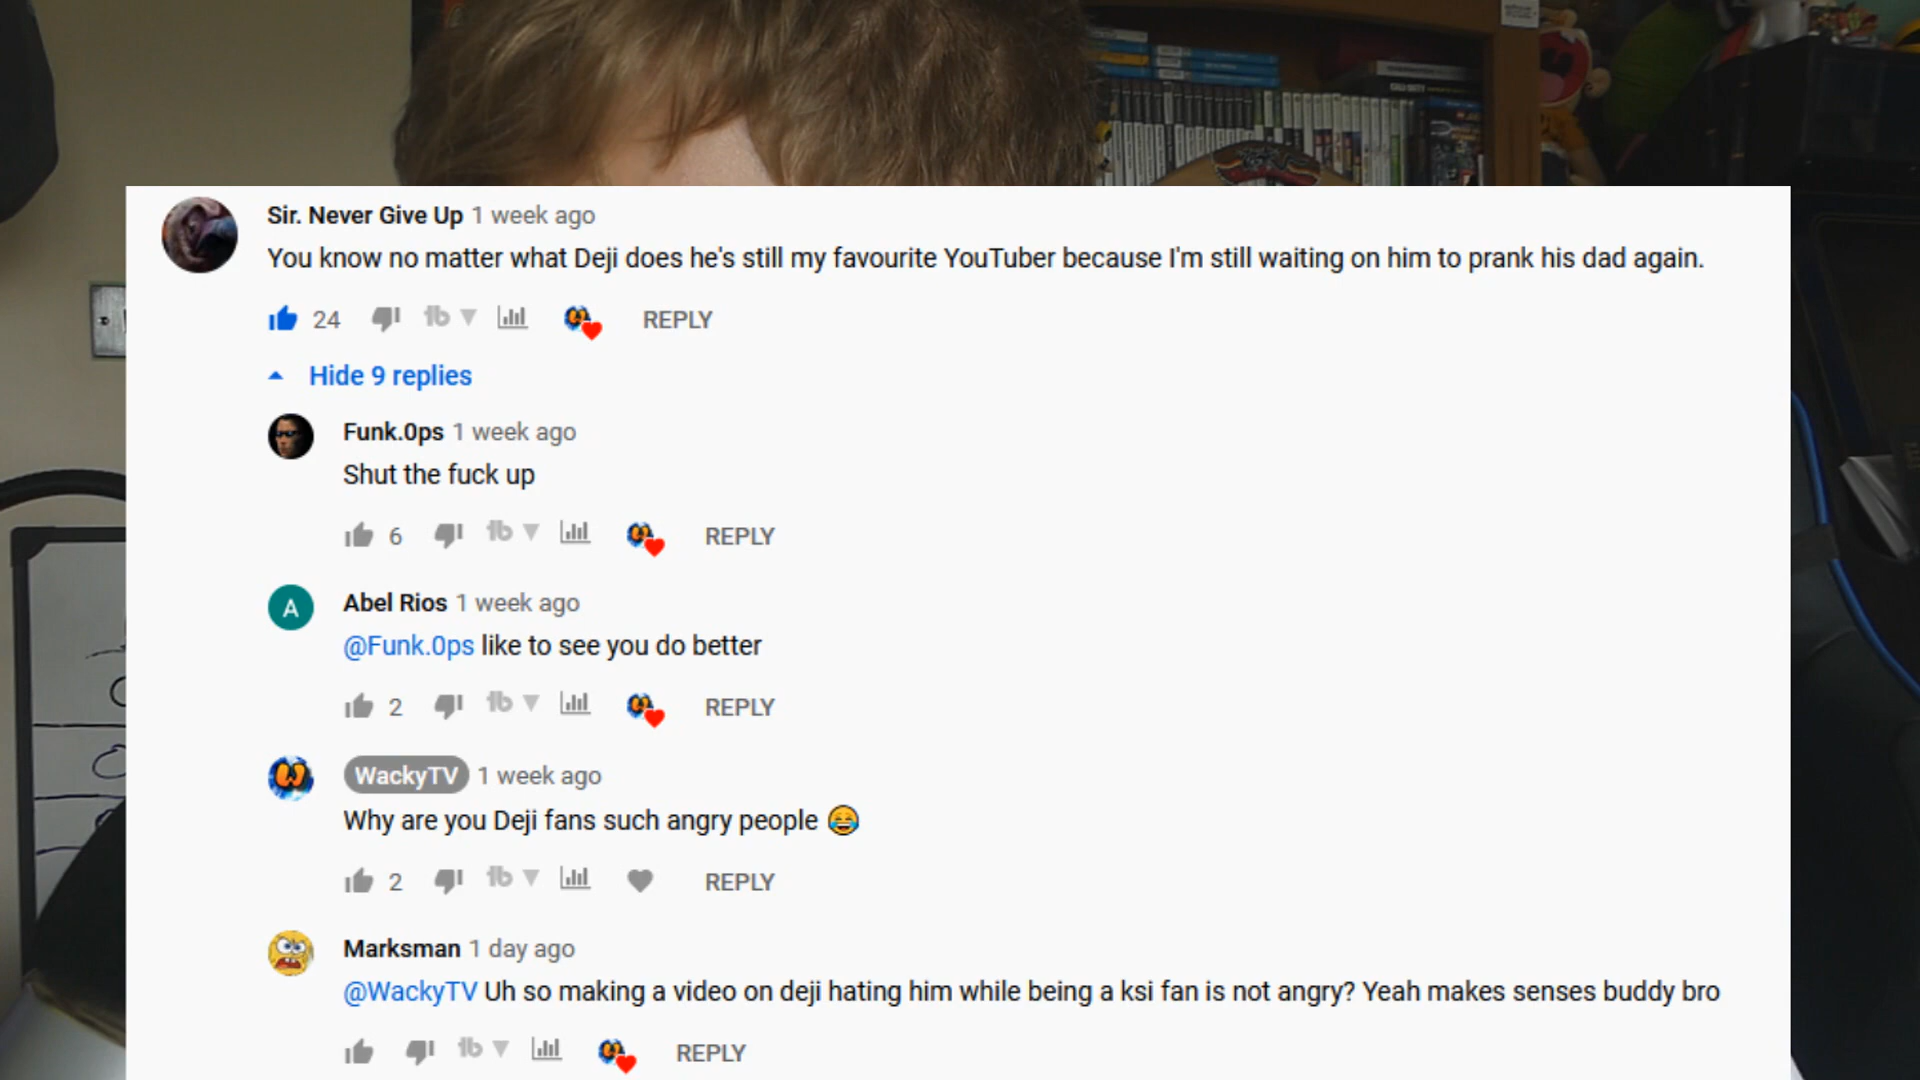 Sir. Never Give Up 1 week ago
You know no matter what Deji does he's still my favourite YouTuber because I'm still waiting on him to prank his dad again.
24 REPLY
Hide 9 replies
Funk.0ps 1 week ago
Shut the fuck up
6 REPLY
A
Abel Rios 1 week ago
@Funk.0ps like to see you do better
2 REPLY
WackyTV 1 week ago
Why are you Deji fans such angry people 😂
2 REPLY
Marksman 1 day ago
@WackyTV Uh so making a video on deji hating him while being a ksi fan is not angry? Yeah makes senses buddy bro
REPLY